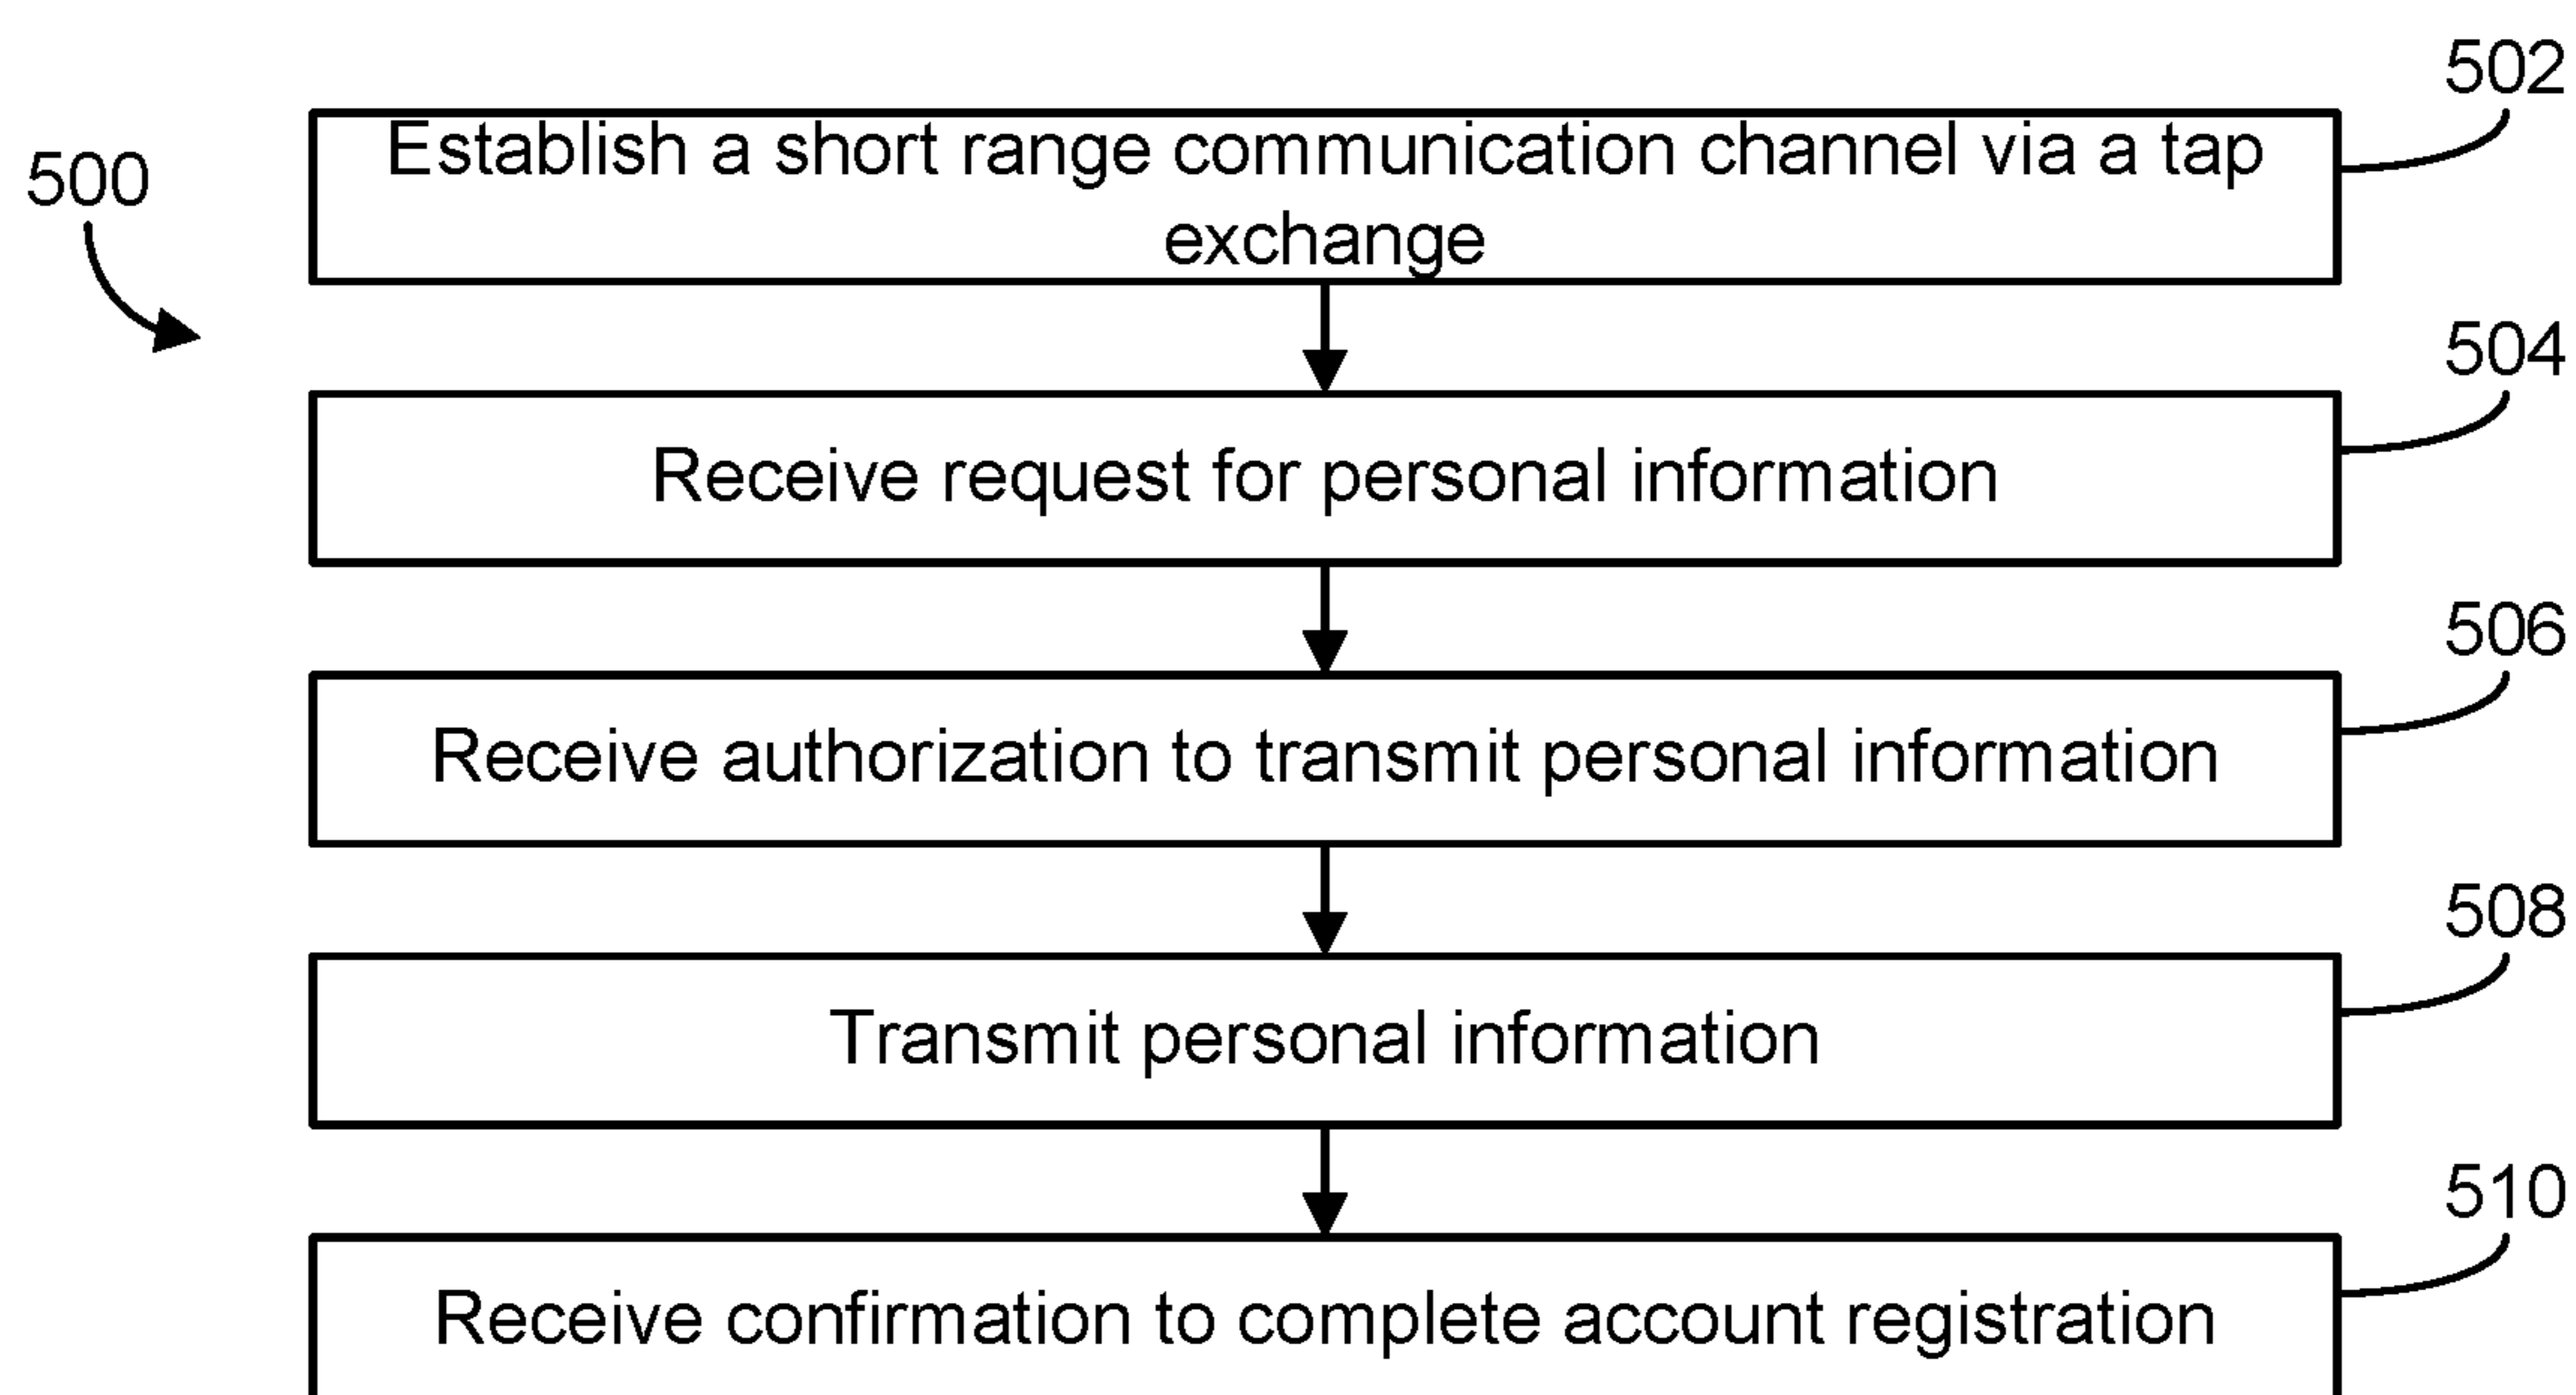 502
500
Establish a short range communication channel via a tap
exchange
504
Receive request for personal information
506
Receive authorization to transmit personal information
508
Transmit personal information
510
Receive confirmation to complete account registration